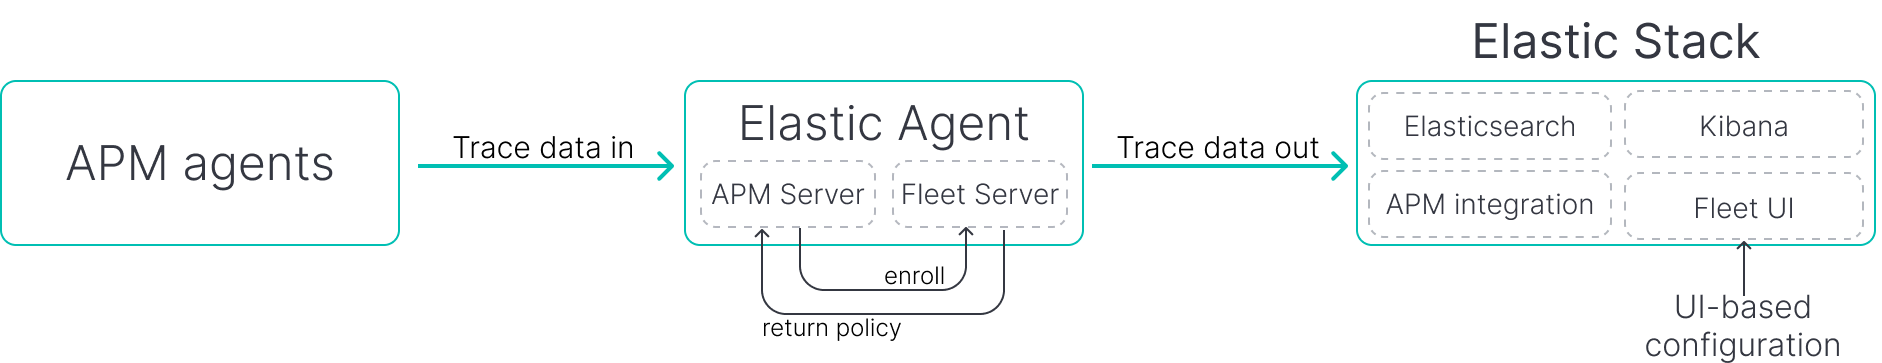 Elastic Stack
APM agents
Trace data in
Elastic Agent
APM Server
Fleet Server
enroll
return policy
Trace data out
Elasticsearch
Kibana
APM integration
Fleet UI
UI-based
configuration